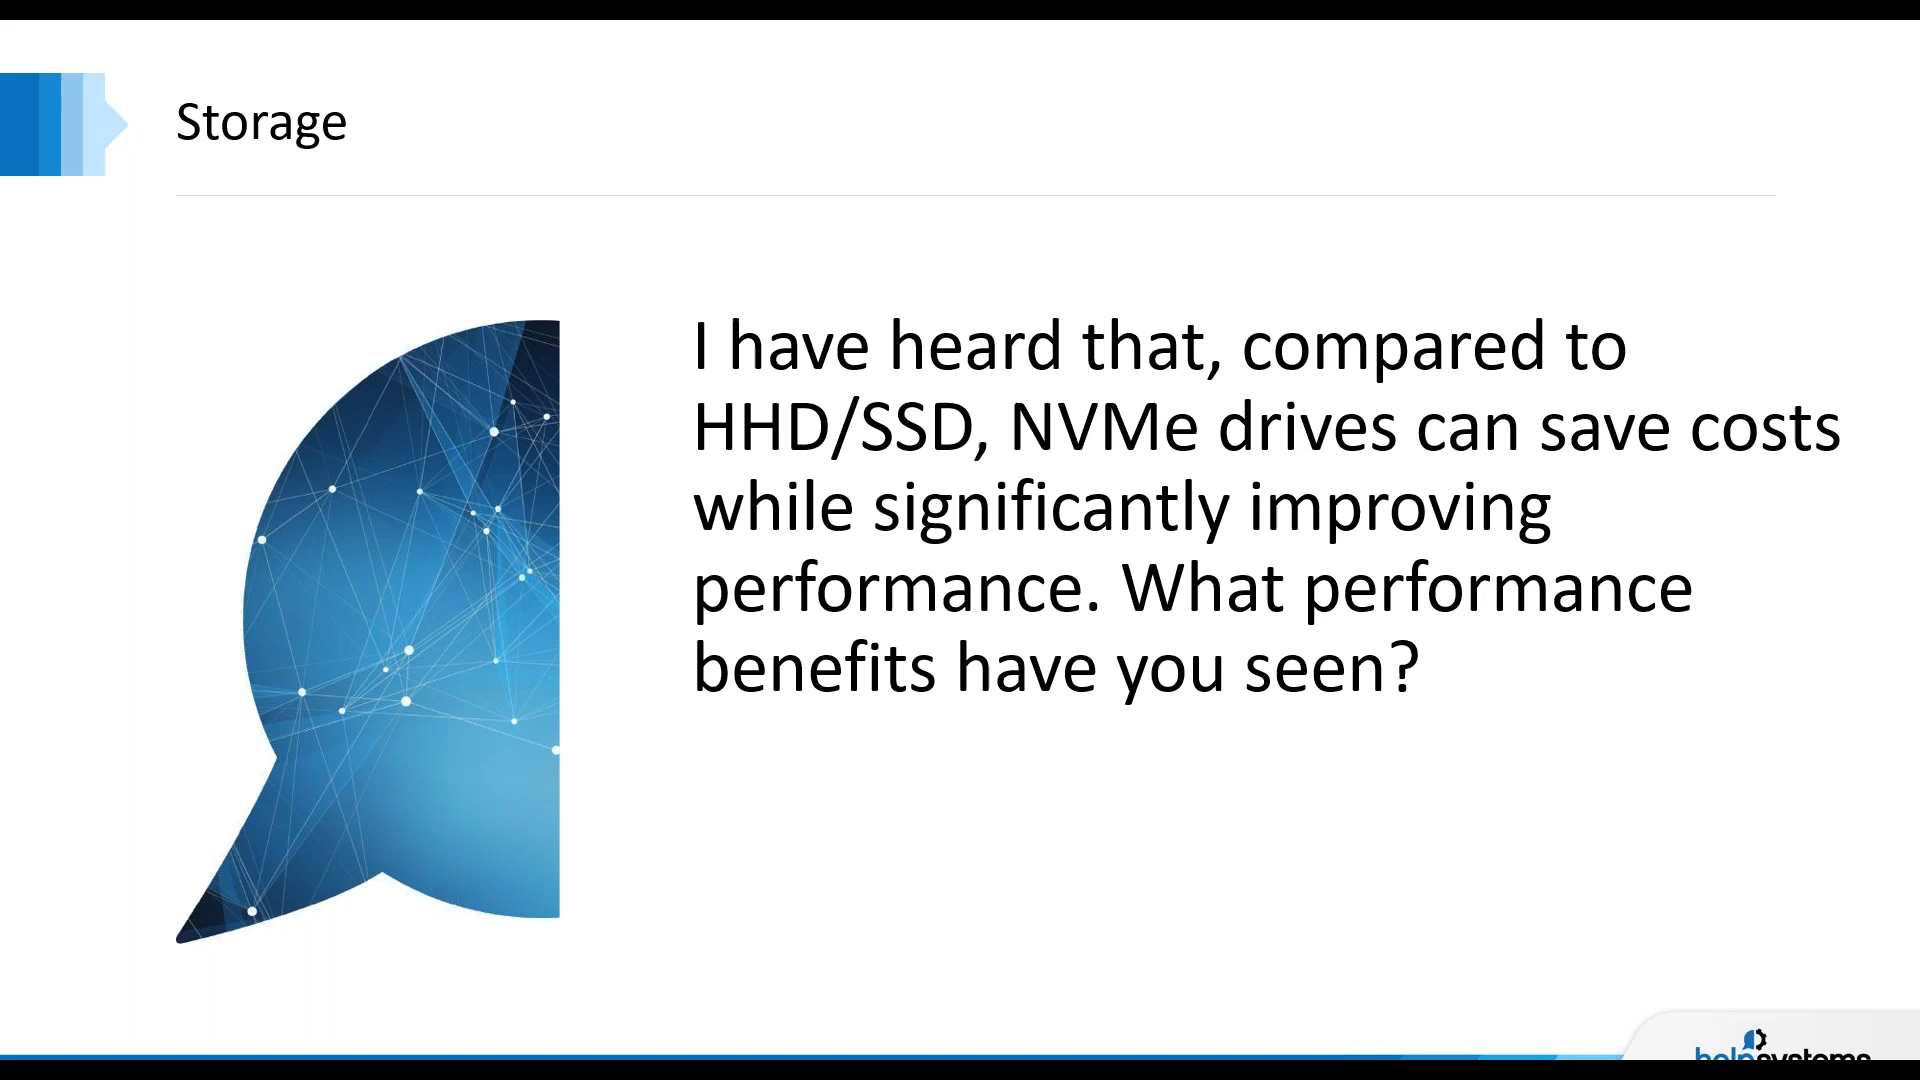 Storage
I have heard that, compared to
HHD/SSD, NVMe drives can save costs
while significantly improving
performance. What performance
benefits have you seen?
helpsystems